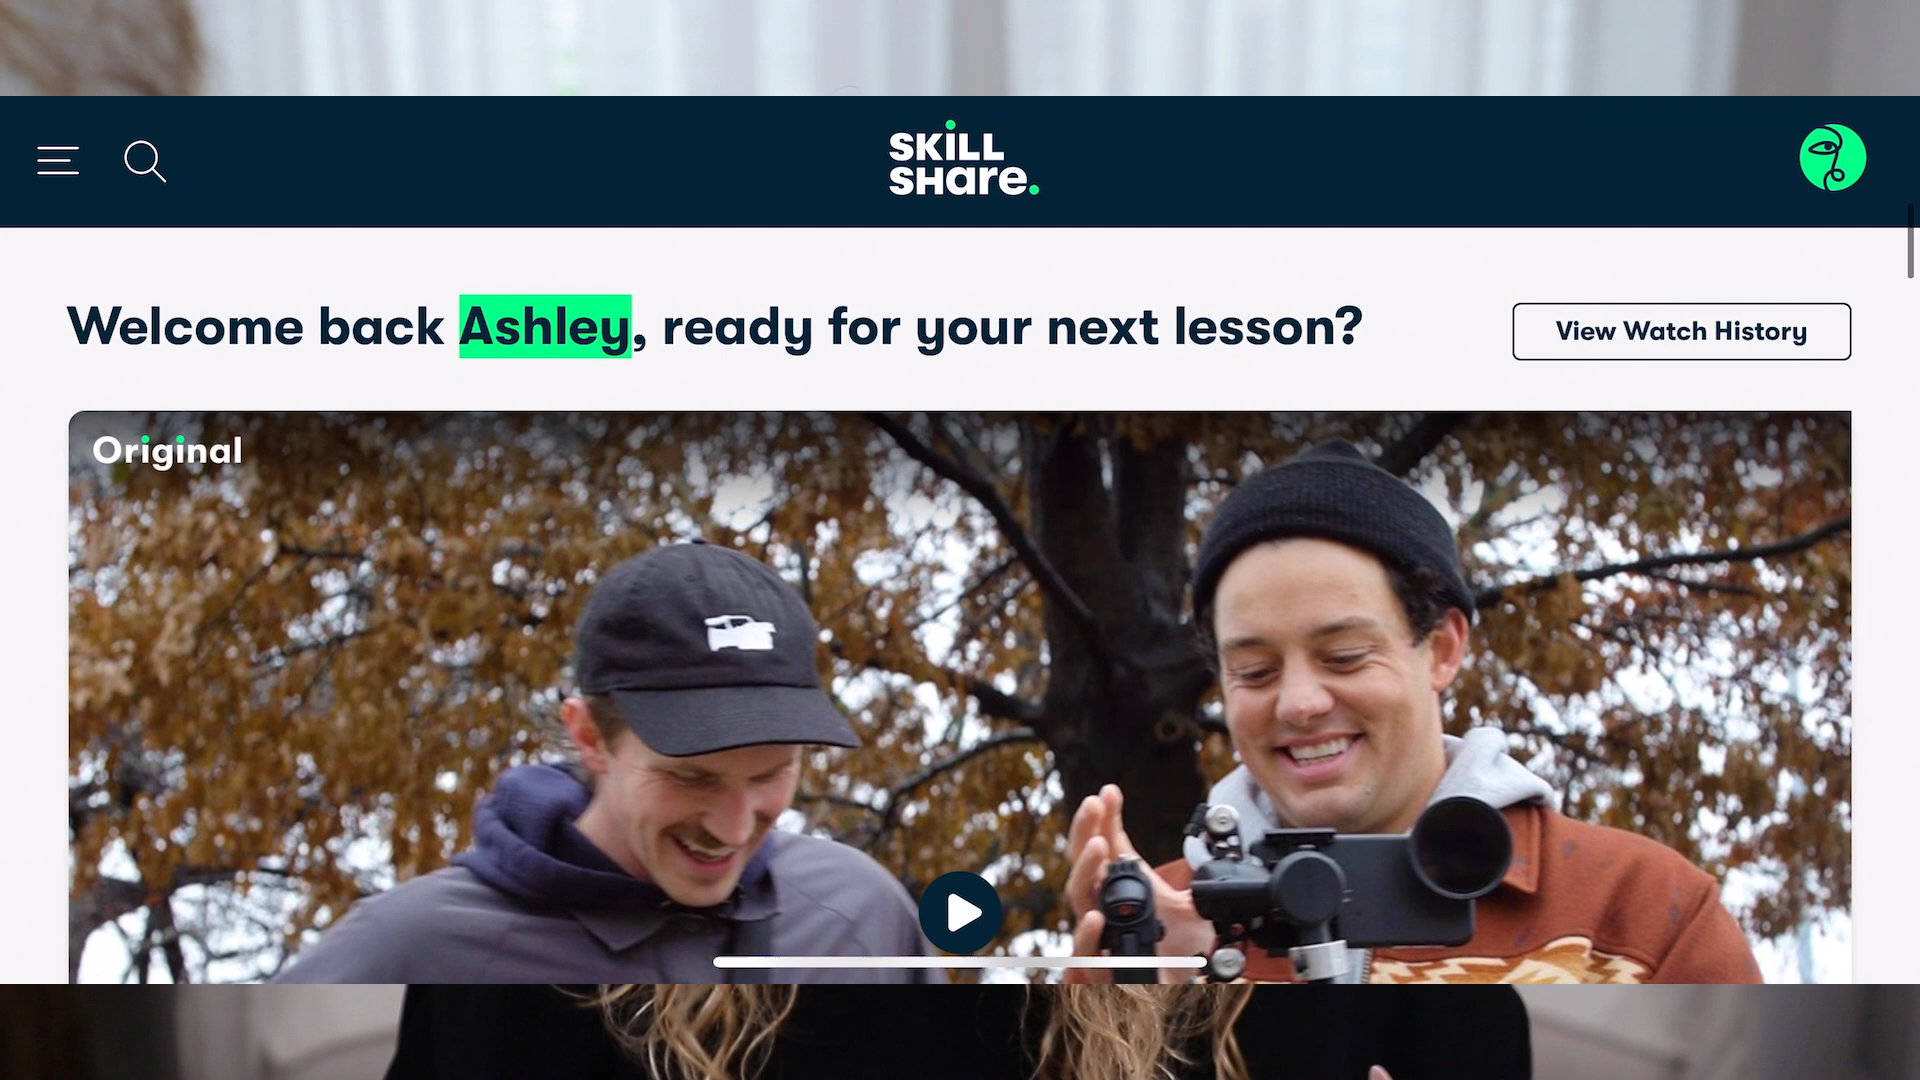 SKILL
SHare.
Welcome back Ashley, ready for your next lesson?
View Watch History
Original